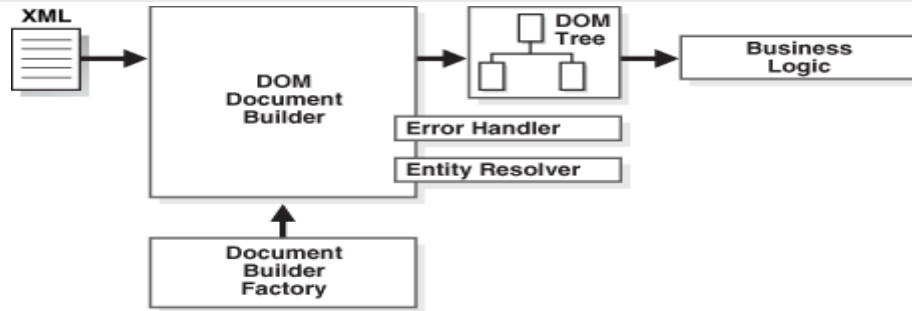 XML
DOM
Document
Builder
DOM
Tree
Business
Logic
Error Handler
Entity Resolver
Document
Builder
Factory